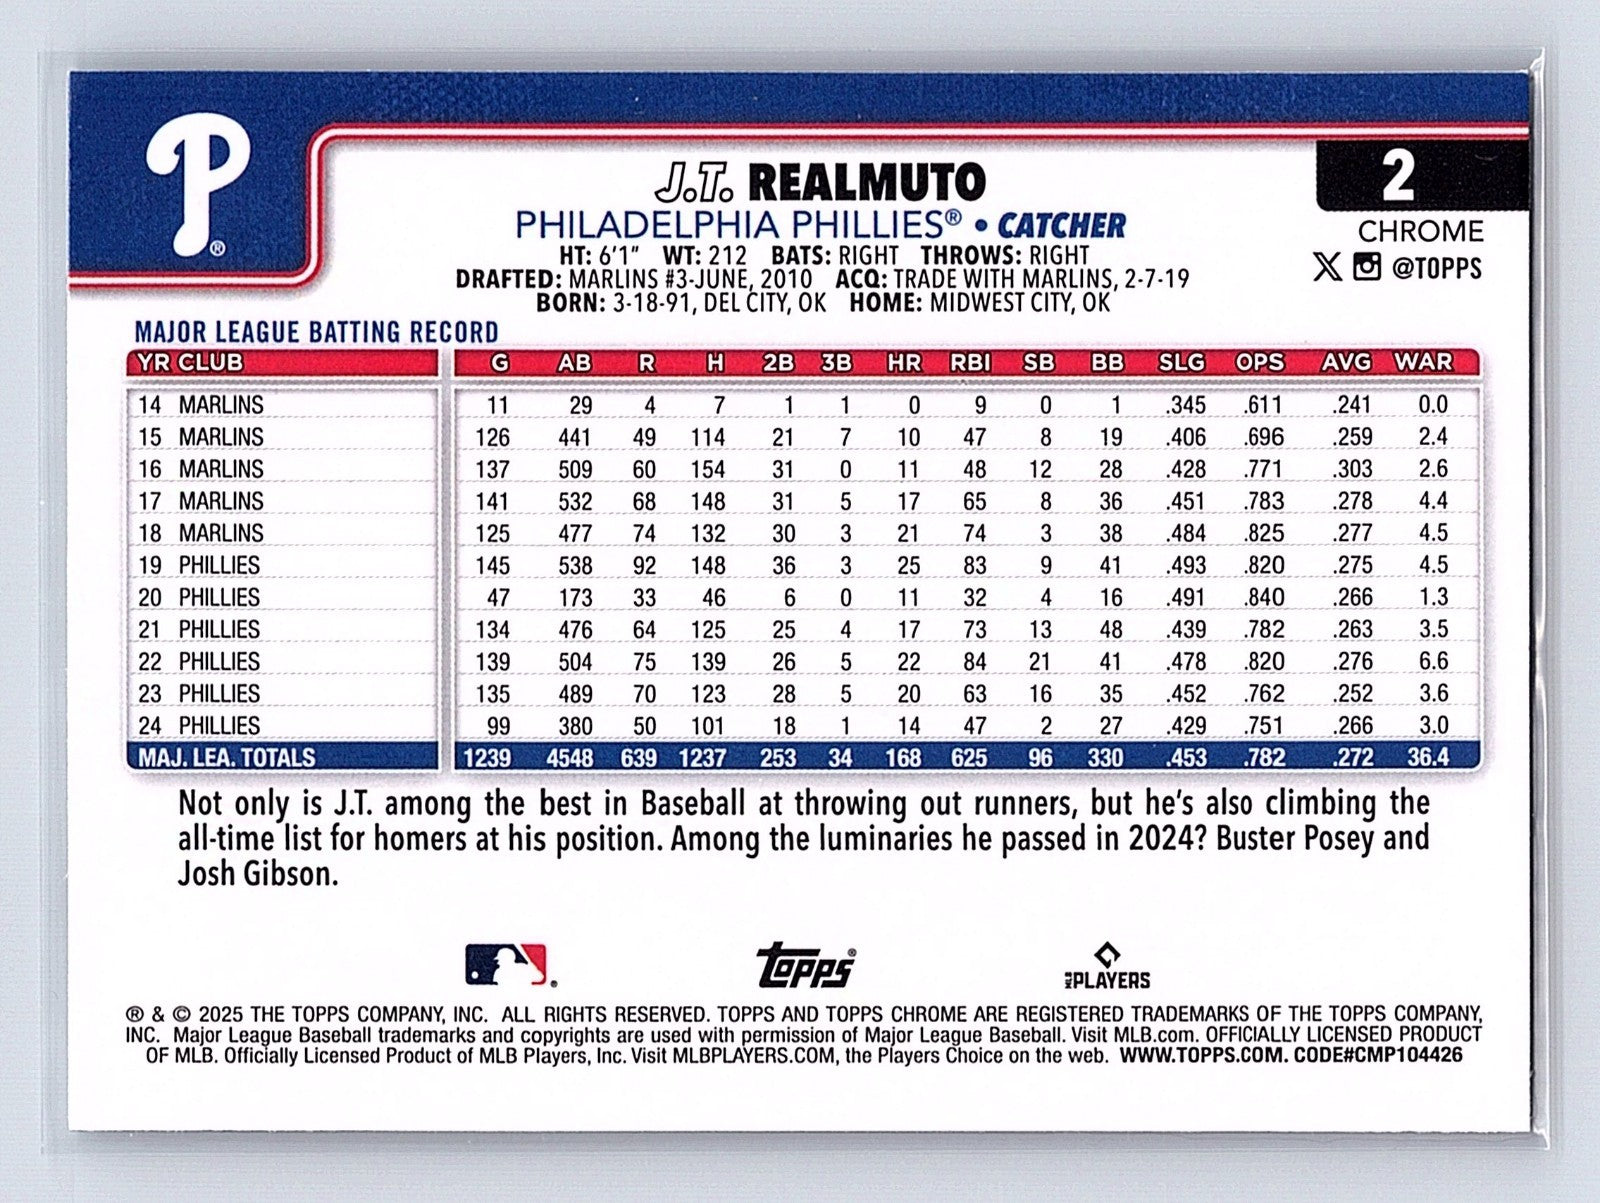 P®
2
J.T. REALMUTO
PHILADELPHIA PHILLIES® • CATCHER
CHROME
HT: 6'1" WT: 212 BATS: RIGHT THROWS: RIGHT
@TOPPS
DRAFTED: MARLINS #3-JUNE, 2010 ACQ: TRADE WITH MARLINS, 2-7-19
BORN: 3-18-91, DEL CITY, OK HOME: MIDWEST CITY, OK
MAJOR LEAGUE BATTING RECORD
YR CLUB G AB R H 2B 3B HR RBI SB BB SLG OPS AVG WAR
14 MARLINS 11 29 4 7 1 1 0 9 0 1 .345 .611 .241 0.0
15 MARLINS 126 441 49 114 21 7 10 47 8 19 .406 .696 .259 2.4
16 MARLINS 137 509 60 154 31 0 11 48 12 28 .428 .771 .303 2.6
17 MARLINS 141 532 68 148 31 5 17 65 8 36 .451 .783 .278 4.4
18 MARLINS 125 477 74 132 30 3 21 74 3 38 .484 .825 .277 4.5
19 PHILLIES 145 538 92 148 36 3 25 83 9 41 .493 .820 .275 4.5
20 PHILLIES 47 173 33 46 6 0 11 32 4 16 .491 .840 .266 1.3
21 PHILLIES 134 476 64 125 25 4 17 73 13 48 .439 .782 .263 3.5
22 PHILLIES 139 504 75 139 26 5 22 84 21 41 .478 .820 .276 6.6
23 PHILLIES 135 489 70 123 28 5 20 63 16 35 .452 .762 .252 3.6
24 PHILLIES 99 380 50 101 18 1 14 47 2 27 .429 .751 .266 3.0
MAJ. LEA. TOTALS 1239 4548 639 1237 253 34 168 625 96 330 .453 .782 .272 36.4
Not only is J.T. among the best in Baseball at throwing out runners, but he's also climbing the
all-time list for homers at his position. Among the luminaries he passed in 2024? Buster Posey and
Josh Gibson.
Topps® MLB PLAYERS
® & © 2025 THE TOPPS COMPANY, INC. ALL RIGHTS RESERVED. TOPPS AND TOPPS CHROME ARE REGISTERED TRADEMARKS OF THE TOPPS COMPANY,
INC. Major League Baseball trademarks and copyrights are used with permission of Major League Baseball. Visit MLB.com. OFFICIALLY LICENSED PRODUCT
OF MLB. Officially Licensed Product of MLB Players, Inc. Visit MLBPLAYERS.COM, the Players Choice on the web. WWW.TOPPS.COM. CODE#CMP104426